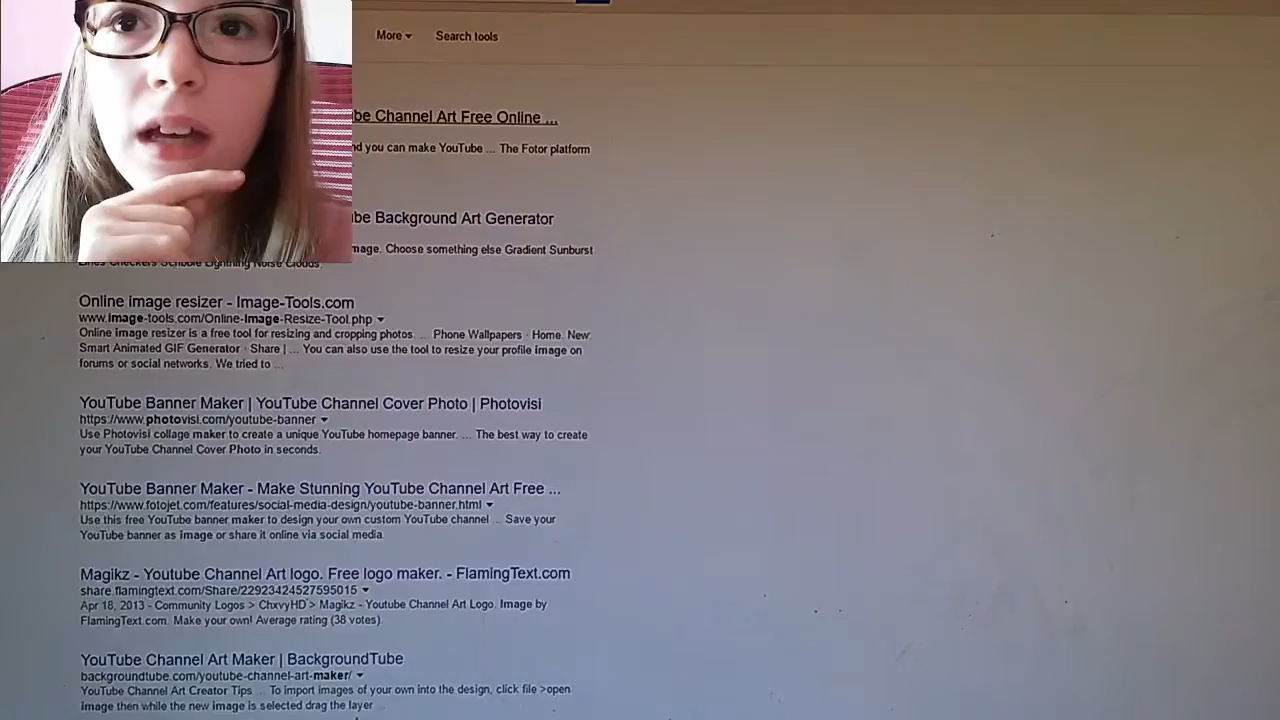 More Search tools
be Channel Art Free Online ...
nd you can make YouTube ... The Fotor platform
be Background Art Generator
mage. Choose something else Gradient Sunburst
Lines Checkers Scribble Lightning Noise Clouds.
Online image resizer - Image-Tools.com
www.image-tools.com/Online-Image-Resize-Tool.php
Online image resizer is a free tool for resizing and cropping photos. ... Phone Wallpapers · Home. New:
Smart Animated GIF Generator · Share | ... You can also use the tool to resize your profile image on
forums or social networks. We tried to ...
YouTube Banner Maker | YouTube Channel Cover Photo | Photovisi
https://www.photovisi.com/youtube-banner
Use Photovisi collage maker to create a unique YouTube homepage banner. ... The best way to create
your YouTube Channel Cover Photo in seconds.
YouTube Banner Maker - Make Stunning YouTube Channel Art Free ...
https://www.fotojet.com/features/social-media-design/youtube-banner.html
Use this free YouTube banner maker to design your own custom YouTube channel ... Save your
YouTube banner as image or share it online via social media.
Magikz - Youtube Channel Art logo. Free logo maker. - FlamingText.com
share.flamingtext.com/Share/22923424527595015
Apr 18, 2013 - Community Logos > ChxvyHD > Magikz - Youtube Channel Art Logo. Image by
FlamingText.com. Make your own! Average rating (38 votes).
YouTube Channel Art Maker | BackgroundTube
backgroundtube.com/youtube-channel-art-maker/
YouTube Channel Art Creator Tips ... To import images of your own into the design, click file >open
image then while the new image is selected drag the layer